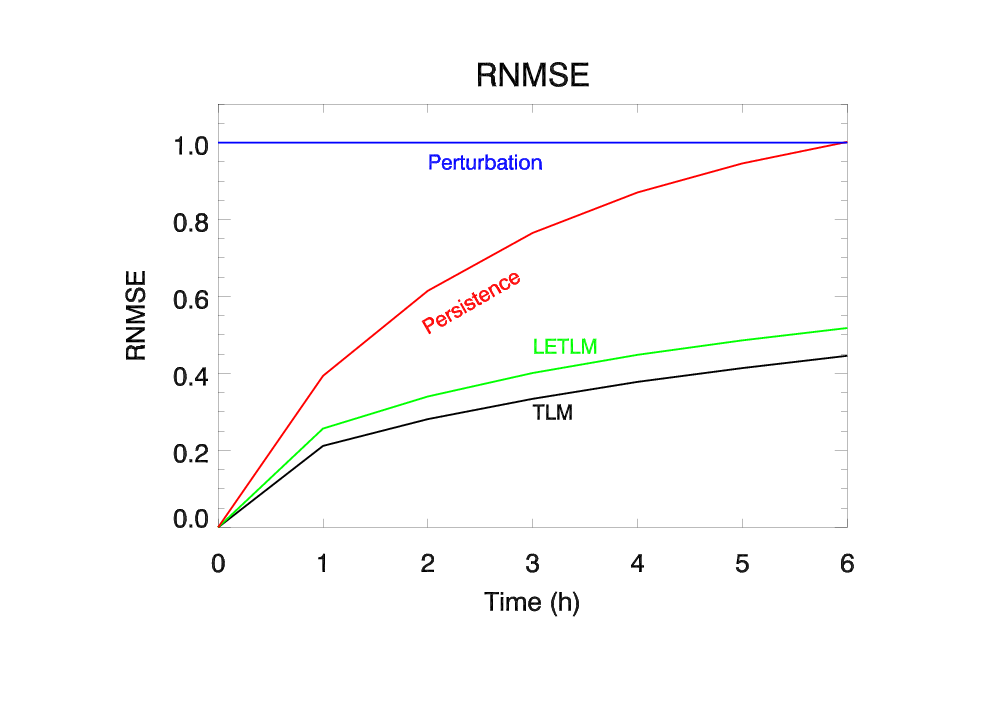 RNMSE
1.0
Perturbation
0.8
Persistence
0.6
RNMSE
LETLM
0.4
TLM
0.2
0.0
0 1 2 3 4 5 6
Time (h)